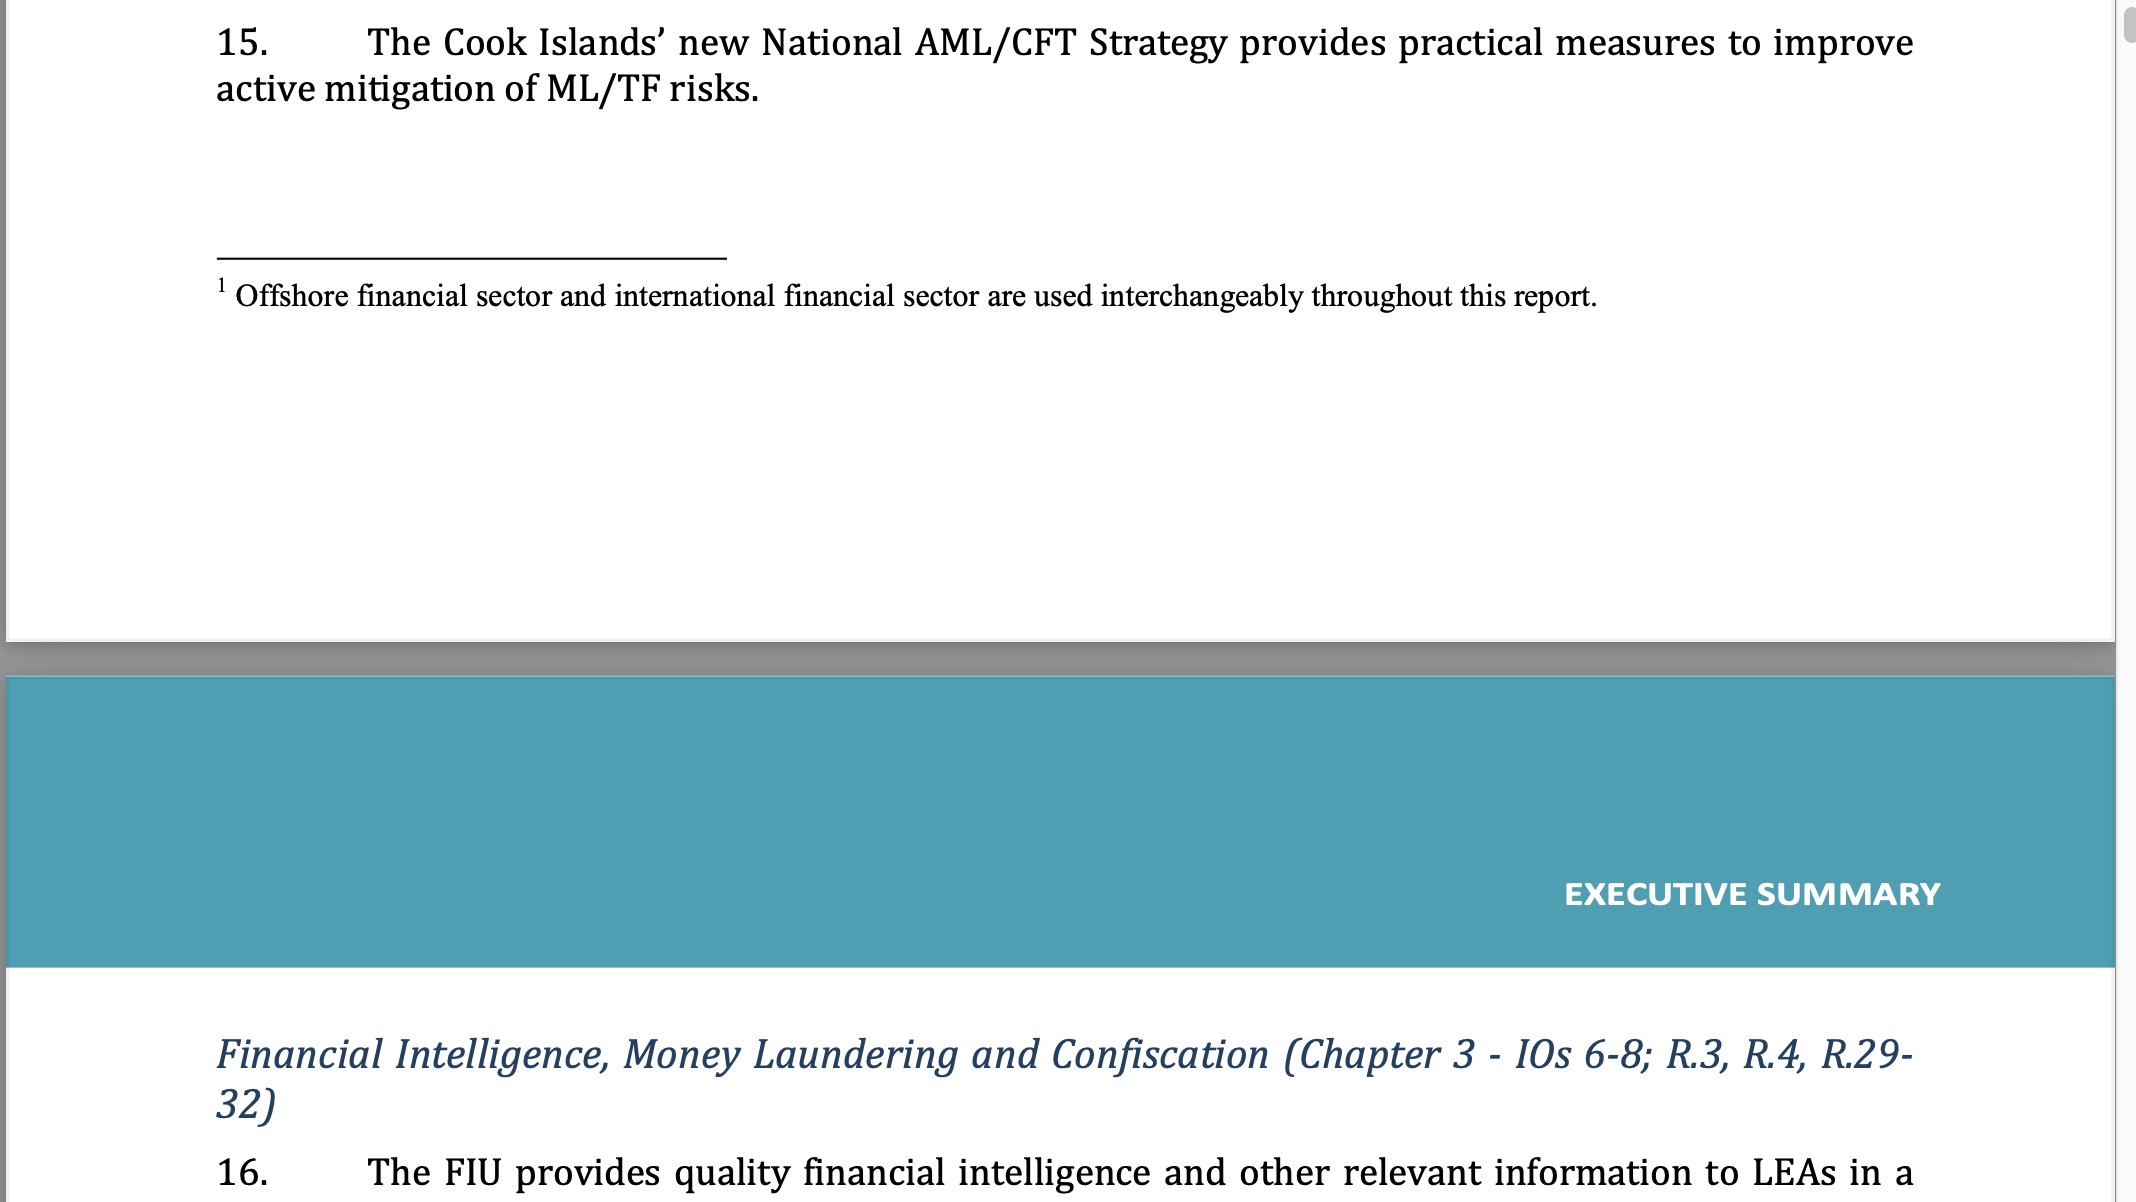 15. The Cook Islands’ new National AML/CFT Strategy provides practical measures to improve
active mitigation of ML/TF risks.
1 Offshore financial sector and international financial sector are used interchangeably throughout this report.
EXECUTIVE SUMMARY
Financial Intelligence, Money Laundering and Confiscation (Chapter 3 - IOs 6-8; R.3, R.4, R.29-
32)
16. The FIU provides quality financial intelligence and other relevant information to LEAs in a